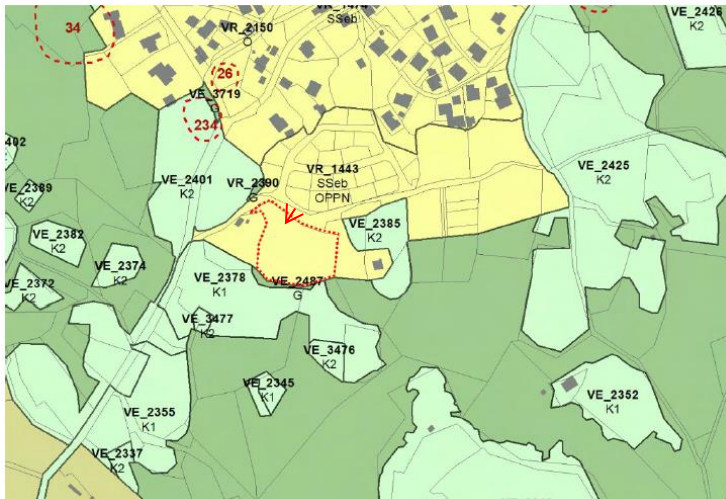 34
VR_2150
VR_1474
SSeb
VE_2426
K2
26
VE_3719
G
234
VE_2425
K2
VE_2401
K2
VR_2390
G
VR_1443
SSeb
OPPN
VE_2389
K2
VE_2385
K2
VE_2382
K2
VE_2374
K2
VE_2372
K2
VE_2378
K1
VE_2487
G
VE_3477
K2
VE_3476
K2
VE_2345
K1
VE_2352
K1
VE_2355
K1
VE_2337
K2